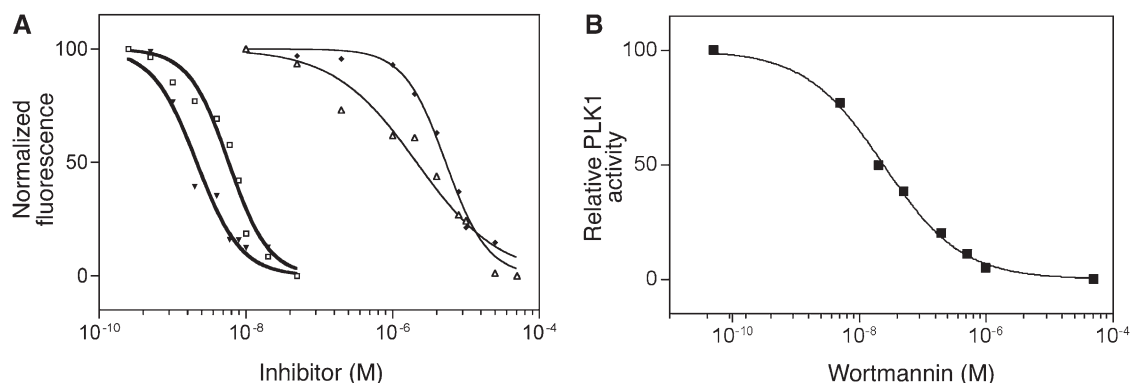 A
Normalized
fluorescence
100
50
0
10-10
10-8
10-6
10-4
Inhibitor (M)
B
Relative PLK1
activity
100
50
0
10-10
10-8
10-6
10-4
Wortmannin (M)